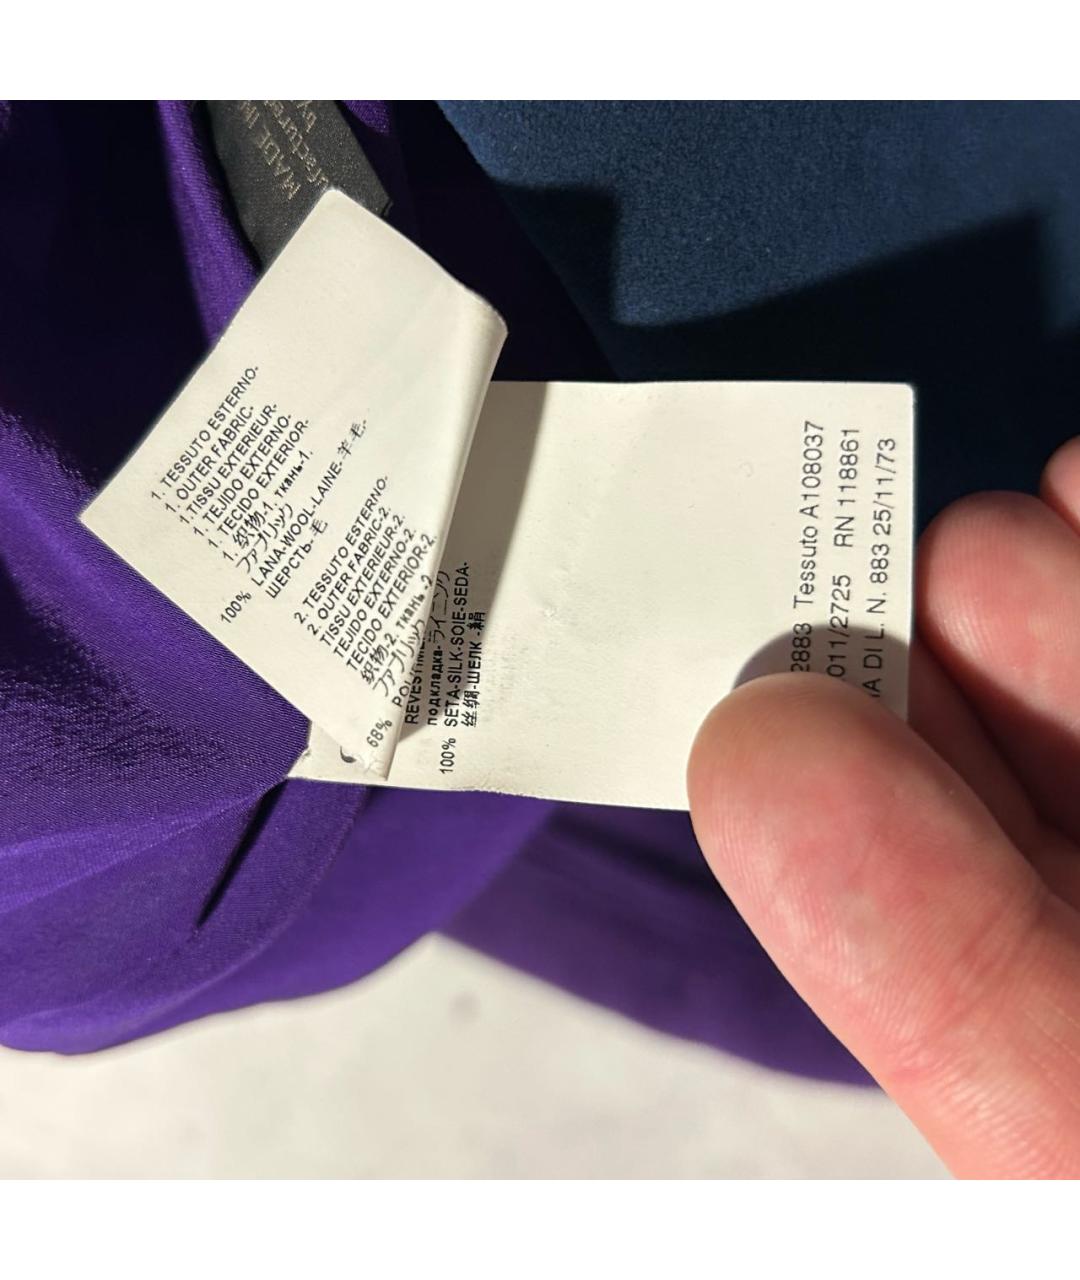 MADE IN
1. TESSUTO ESTERNO-
1. OUTER FABRIC-
1. TISSU EXTERIEUR-
1. TEJIDO EXTERNO-
1. TECIDO EXTERIOR-
1. 织物-1. ткань-1.
ファブリック
100% LANA-WOOL-LAINE-羊毛-
ШЕРСТЬ-毛
2. TESSUTO ESTERNO-
2. OUTER FABRIC-2.
TISSU EXTERIEUR-2.
TEJIDO EXTERNO-2.
TECIDO EXTERIOR-2.
织物-2. ткань-2
ファブリック
68%
подкладка-ライニング
100% SETA-SILK-SOIE-SEDA-
丝绸-ШЕЛК-絹
2883 Tessuto A108037
011/2725 RN 118861
DI L. N. 883 25/11/73